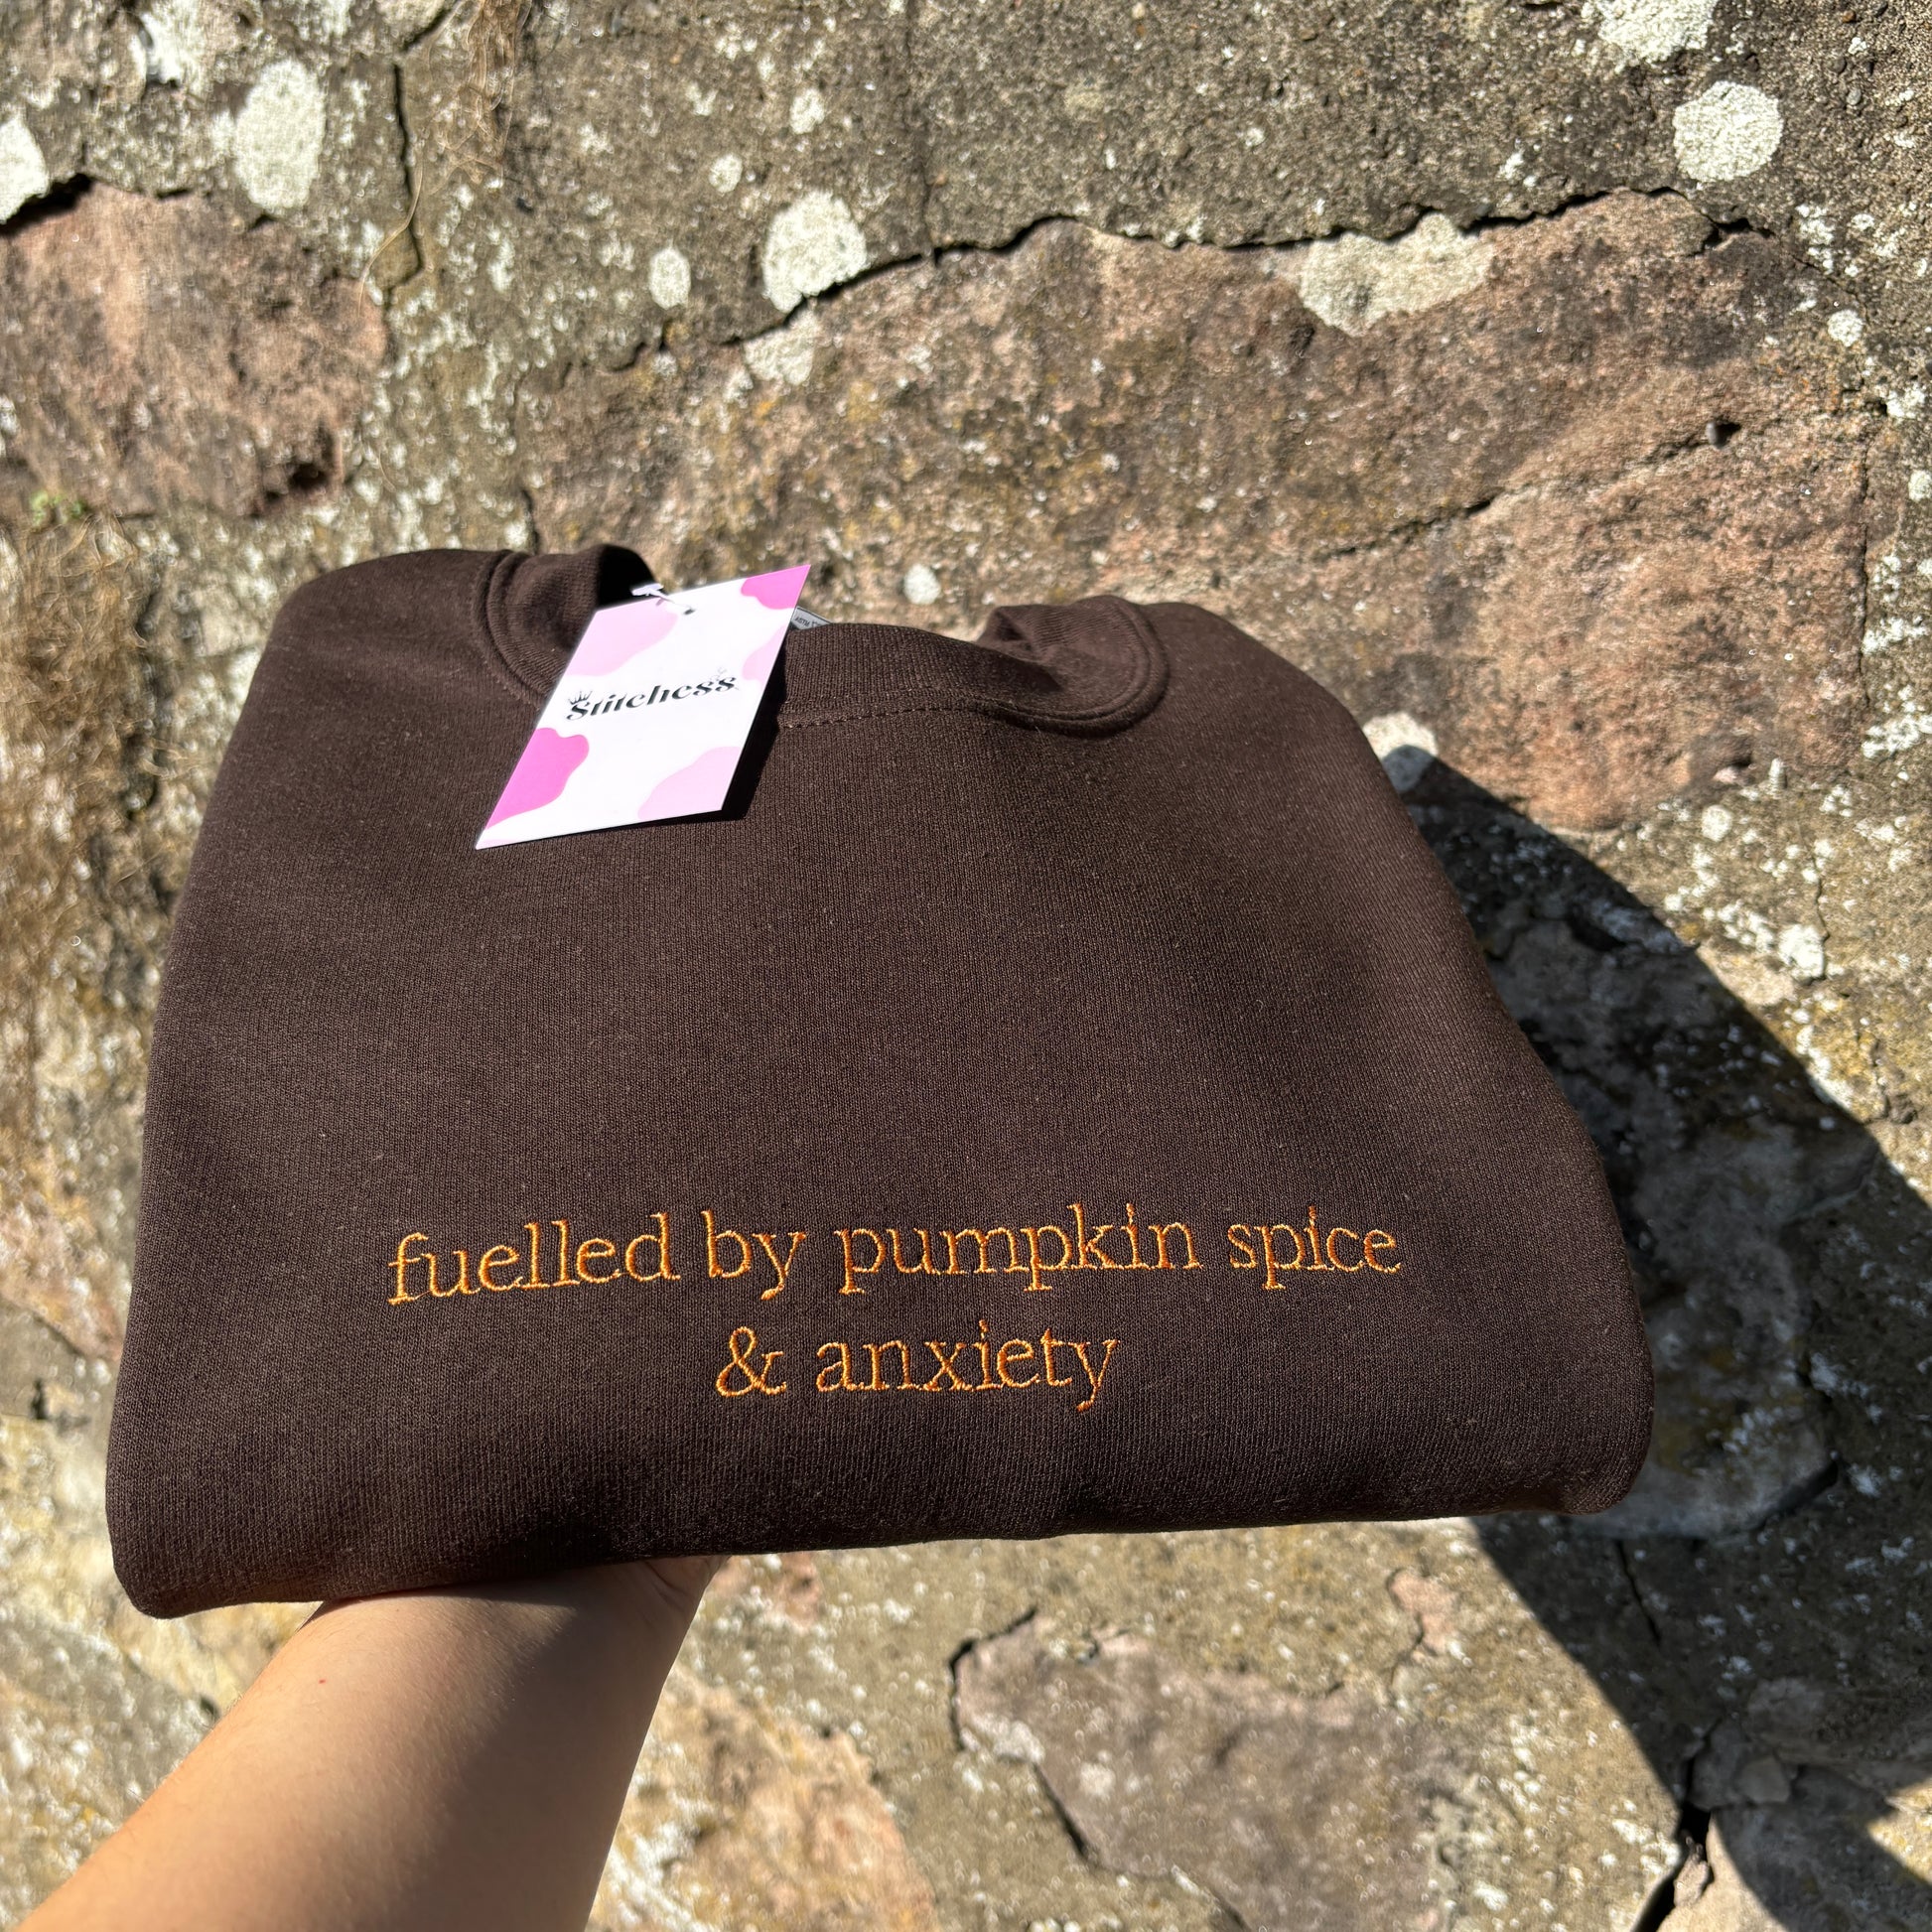 Stitchess
fuelled by pumpkin spice
& anxiety